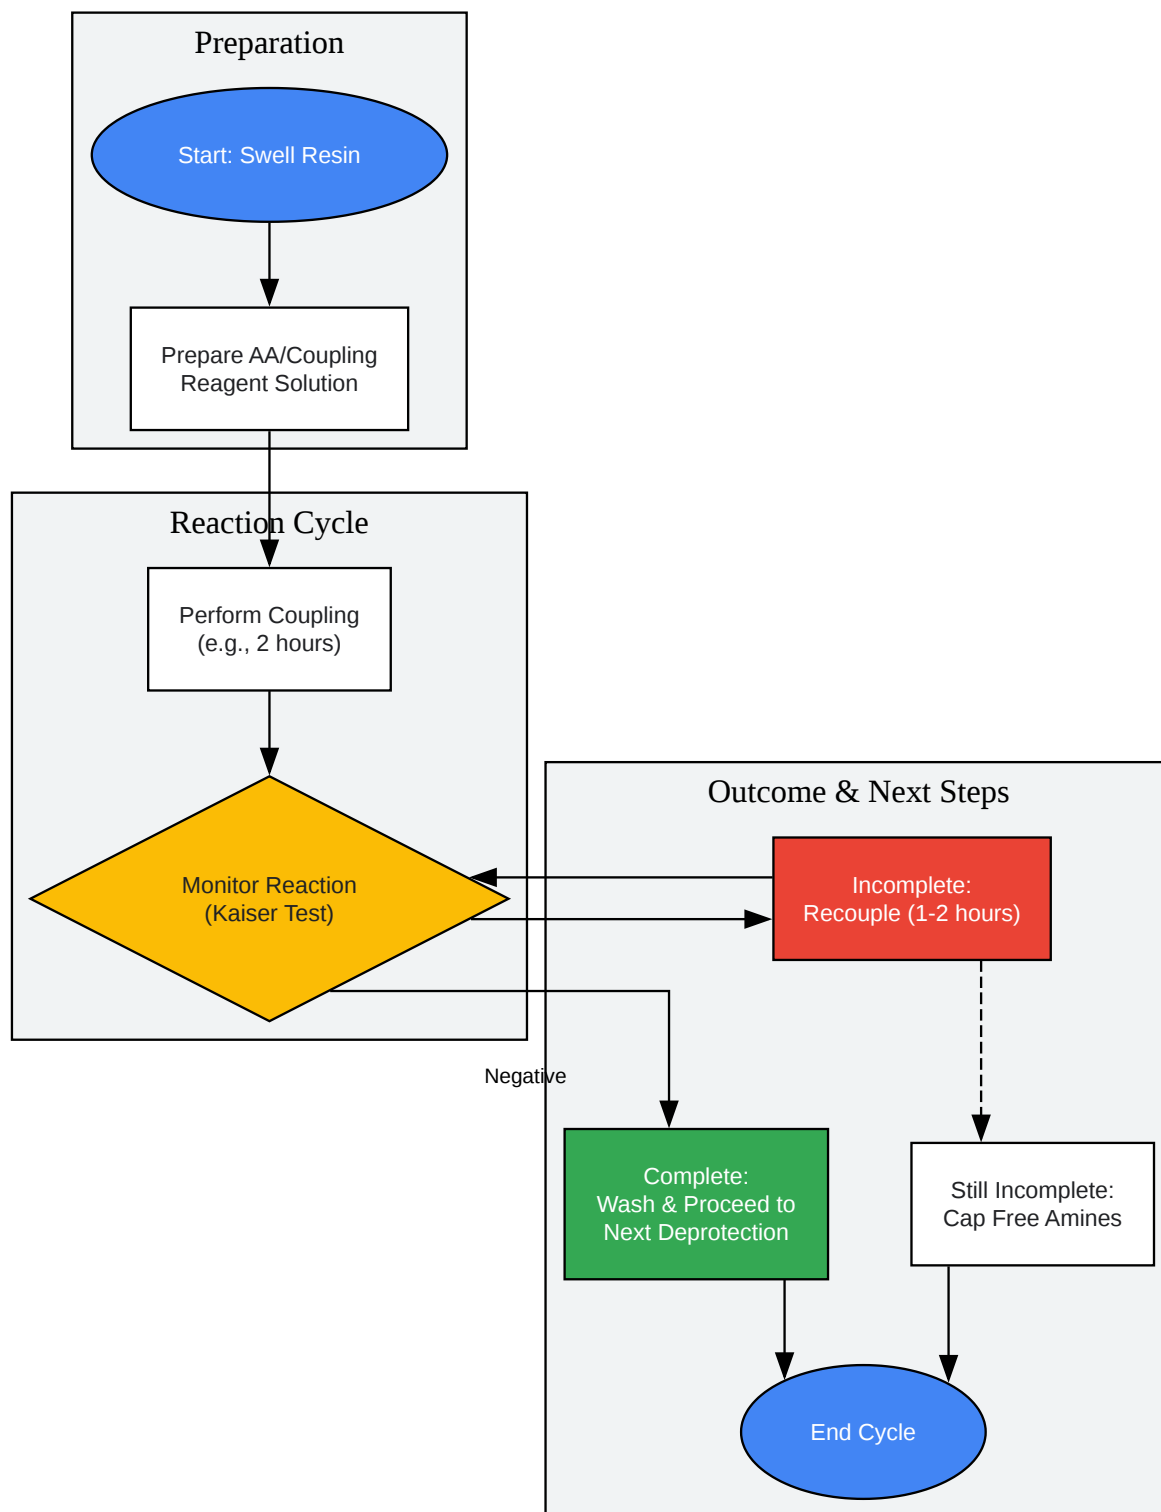 Preparation
Start: Swell Resin
Prepare AA/Coupling
Reagent Solution
Reaction Cycle
Perform Coupling
(e.g., 2 hours)
Monitor Reaction
(Kaiser Test)
Outcome & Next Steps
Incomplete:
Recouple (1-2 hours)
Negative
Complete:
Wash & Proceed to
Next Deprotection
Still Incomplete:
Cap Free Amines
End Cycle